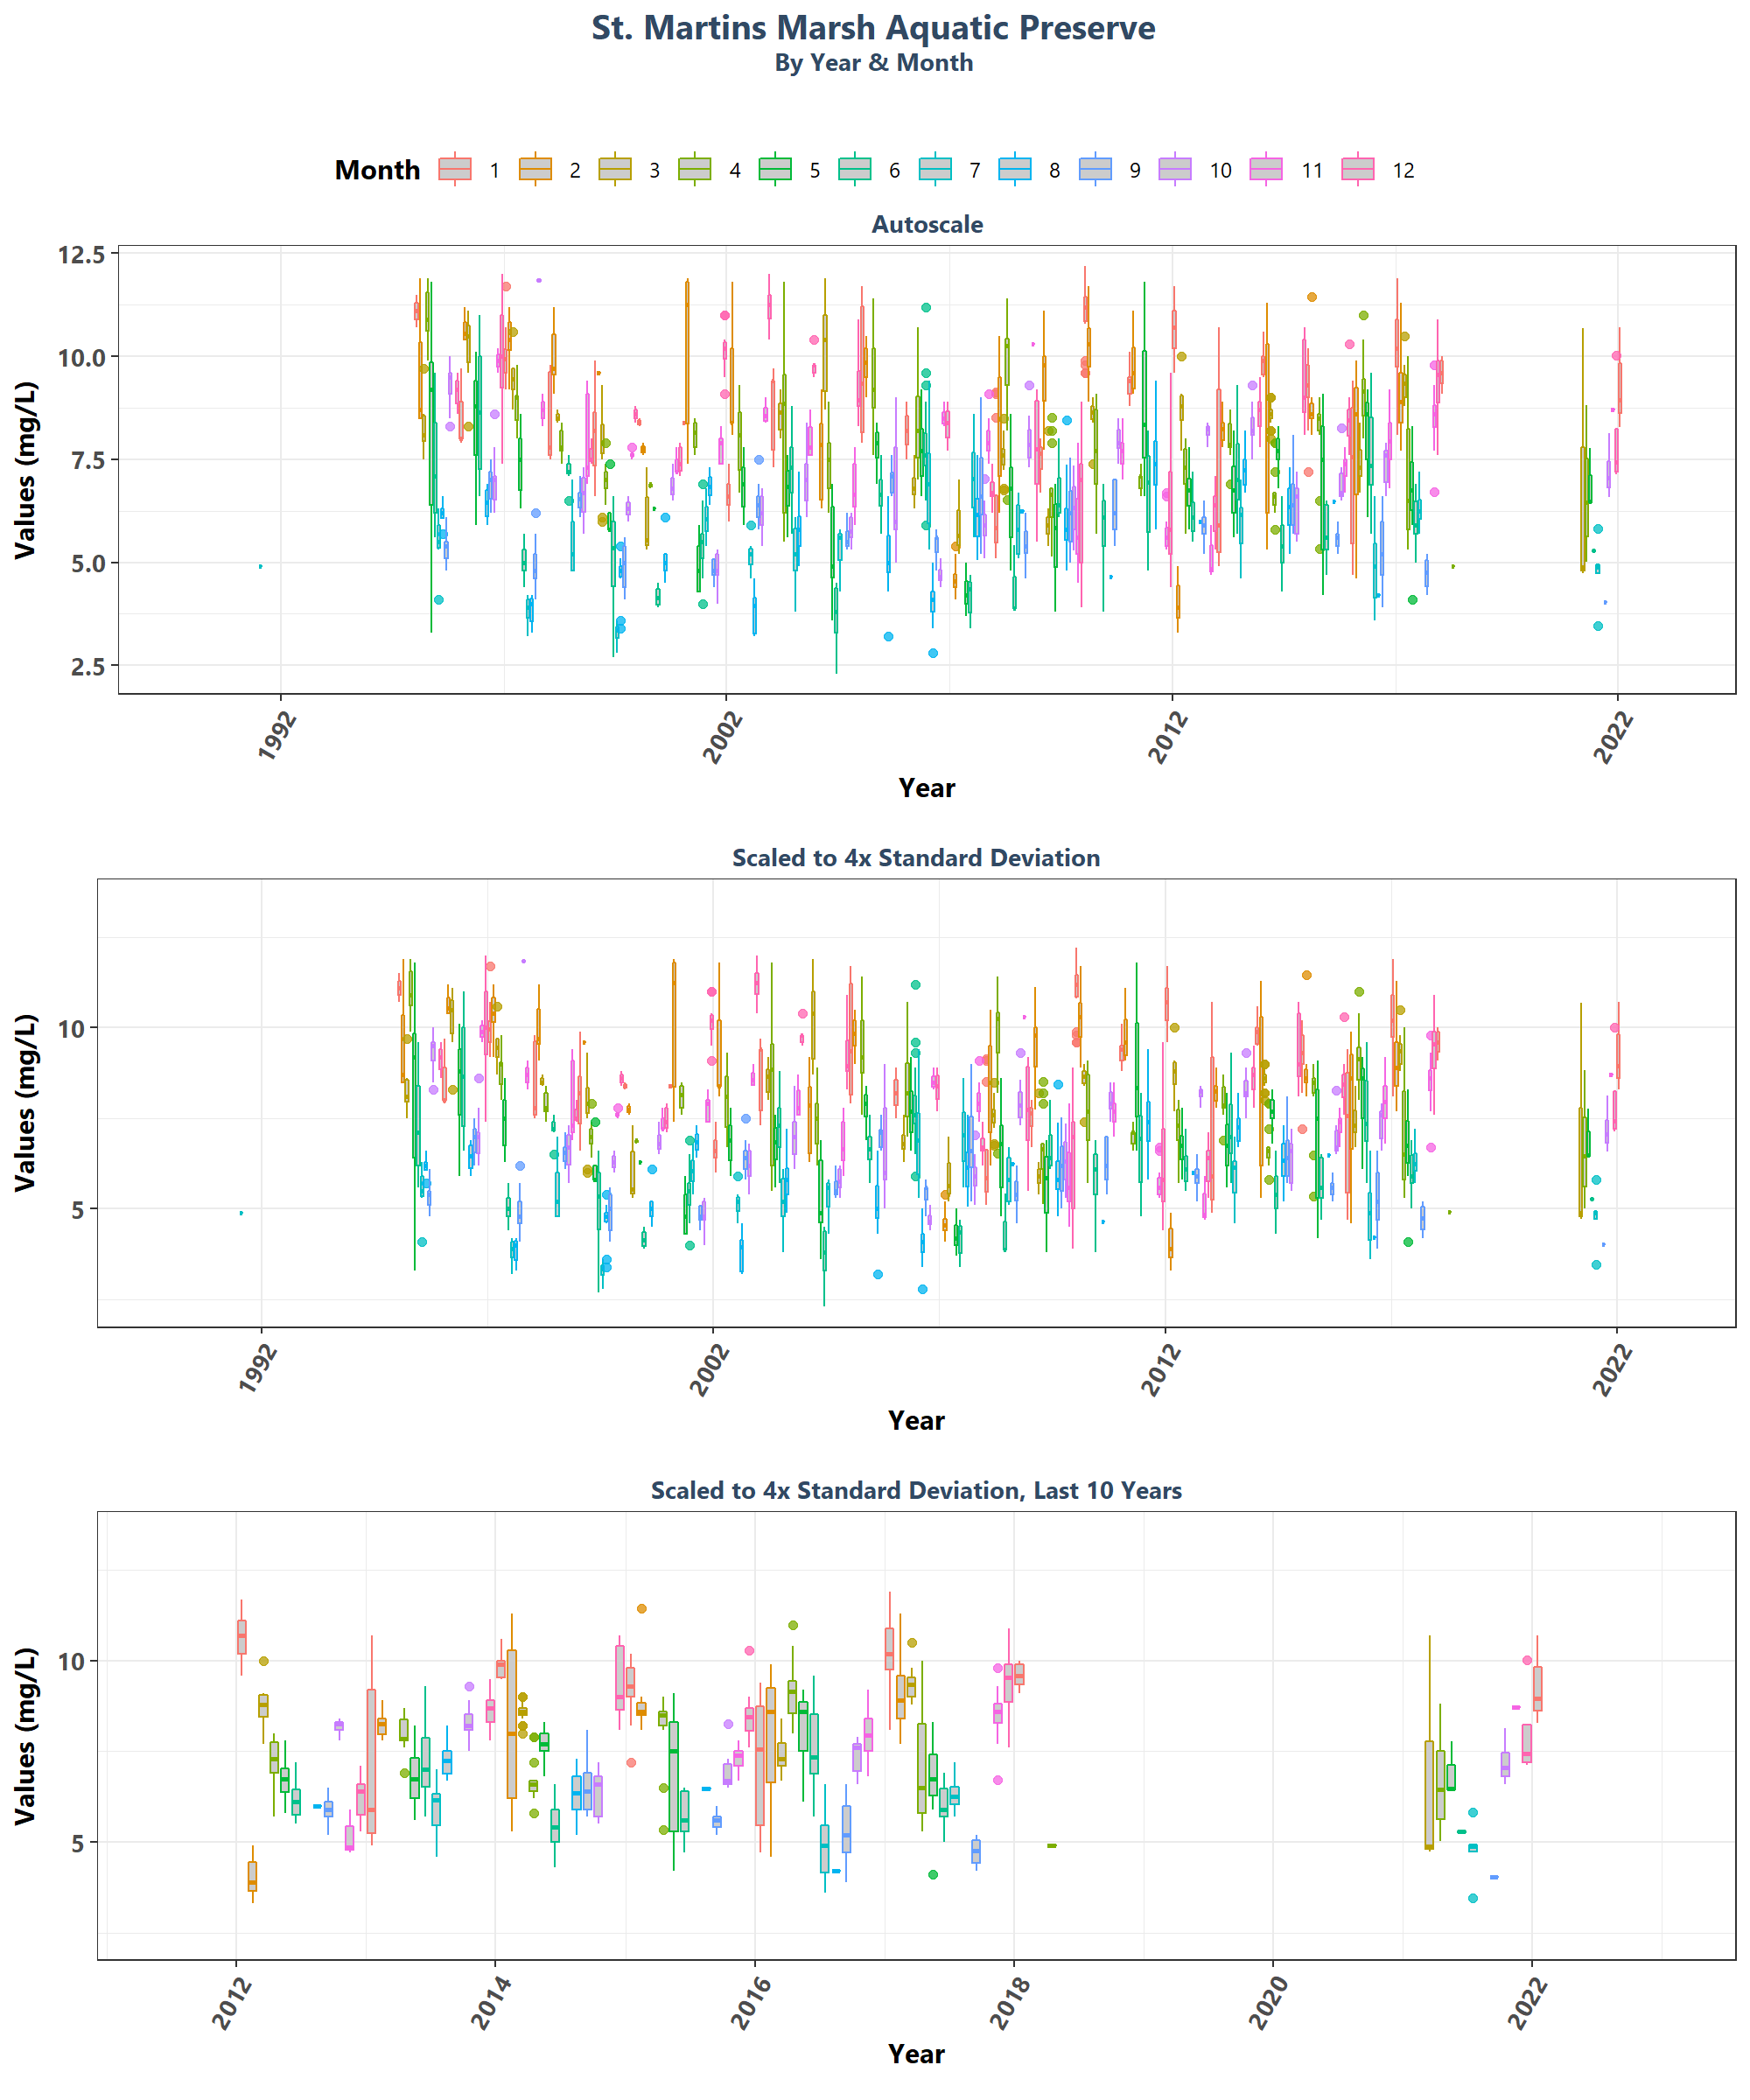 St. Martins Marsh Aquatic Preserve
By Year & Month
Month 1 2 3 4 5 6 7 8 9 10 11 12
Autoscale
Values (mg/L)
12.5
10.0
7.5
5.0
2.5
1992 2002 2012 2022
Year
Scaled to 4x Standard Deviation
Values (mg/L)
10
5
1992 2002 2012 2022
Year
Scaled to 4x Standard Deviation, Last 10 Years
Values (mg/L)
10
5
2012 2014 2016 2018 2020 2022
Year